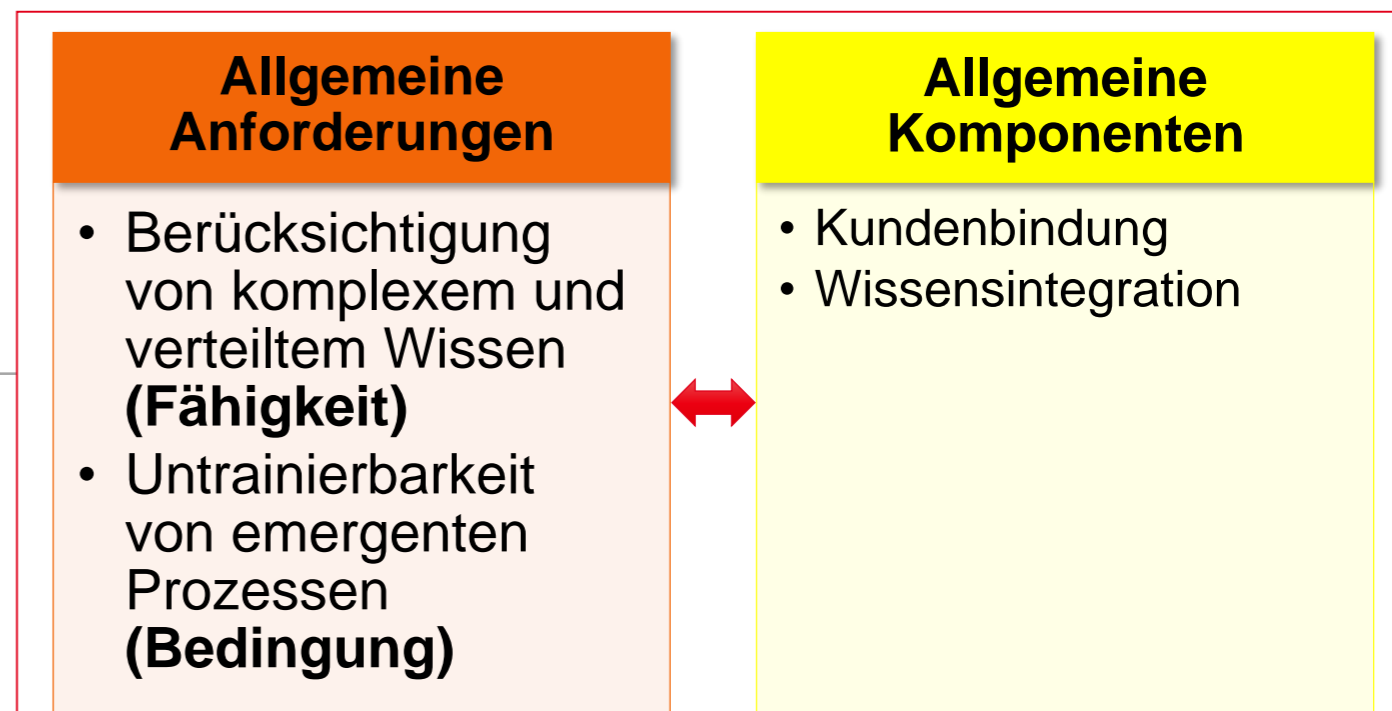 Allgemeine
Anforderungen
• Berücksichtigung
von komplexem und
verteiltem Wissen
(Fähigkeit)
• Untrainierbarkeit
von emergenten
Prozessen
(Bedingung)
Allgemeine
Komponenten
• Kundenbindung
• Wissensintegration